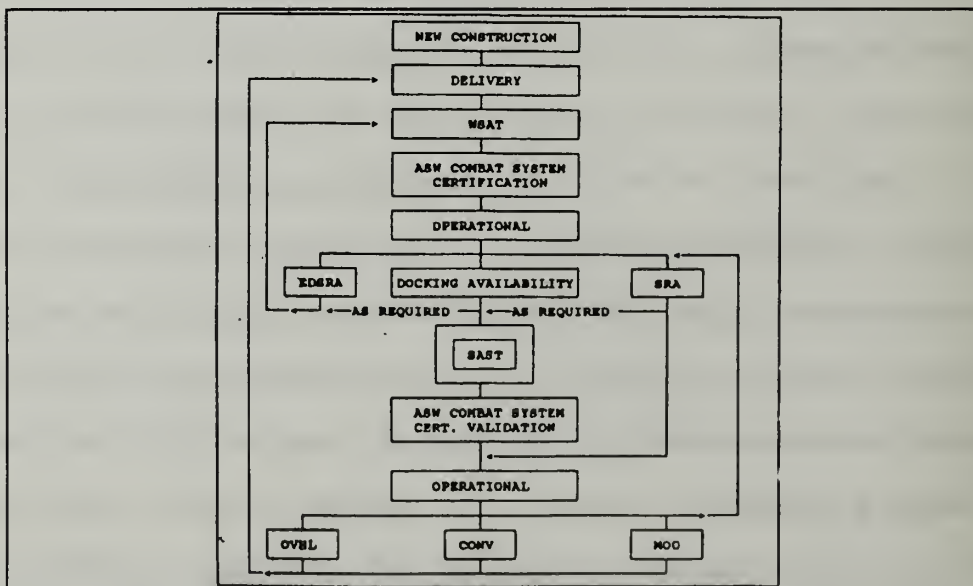 NEW CONSTRUCTION
DELIVERY
WSAT
ASW COMBAT SYSTEM
CERTIFICATION
OPERATIONAL
EDSRA
DOCKING AVAILABILITY
SRA
AS REQUIRED
AS REQUIRED
SAST
ASW COMBAT SYSTEM
CERT. VALIDATION
OPERATIONAL
OVHL
CONV
MOD